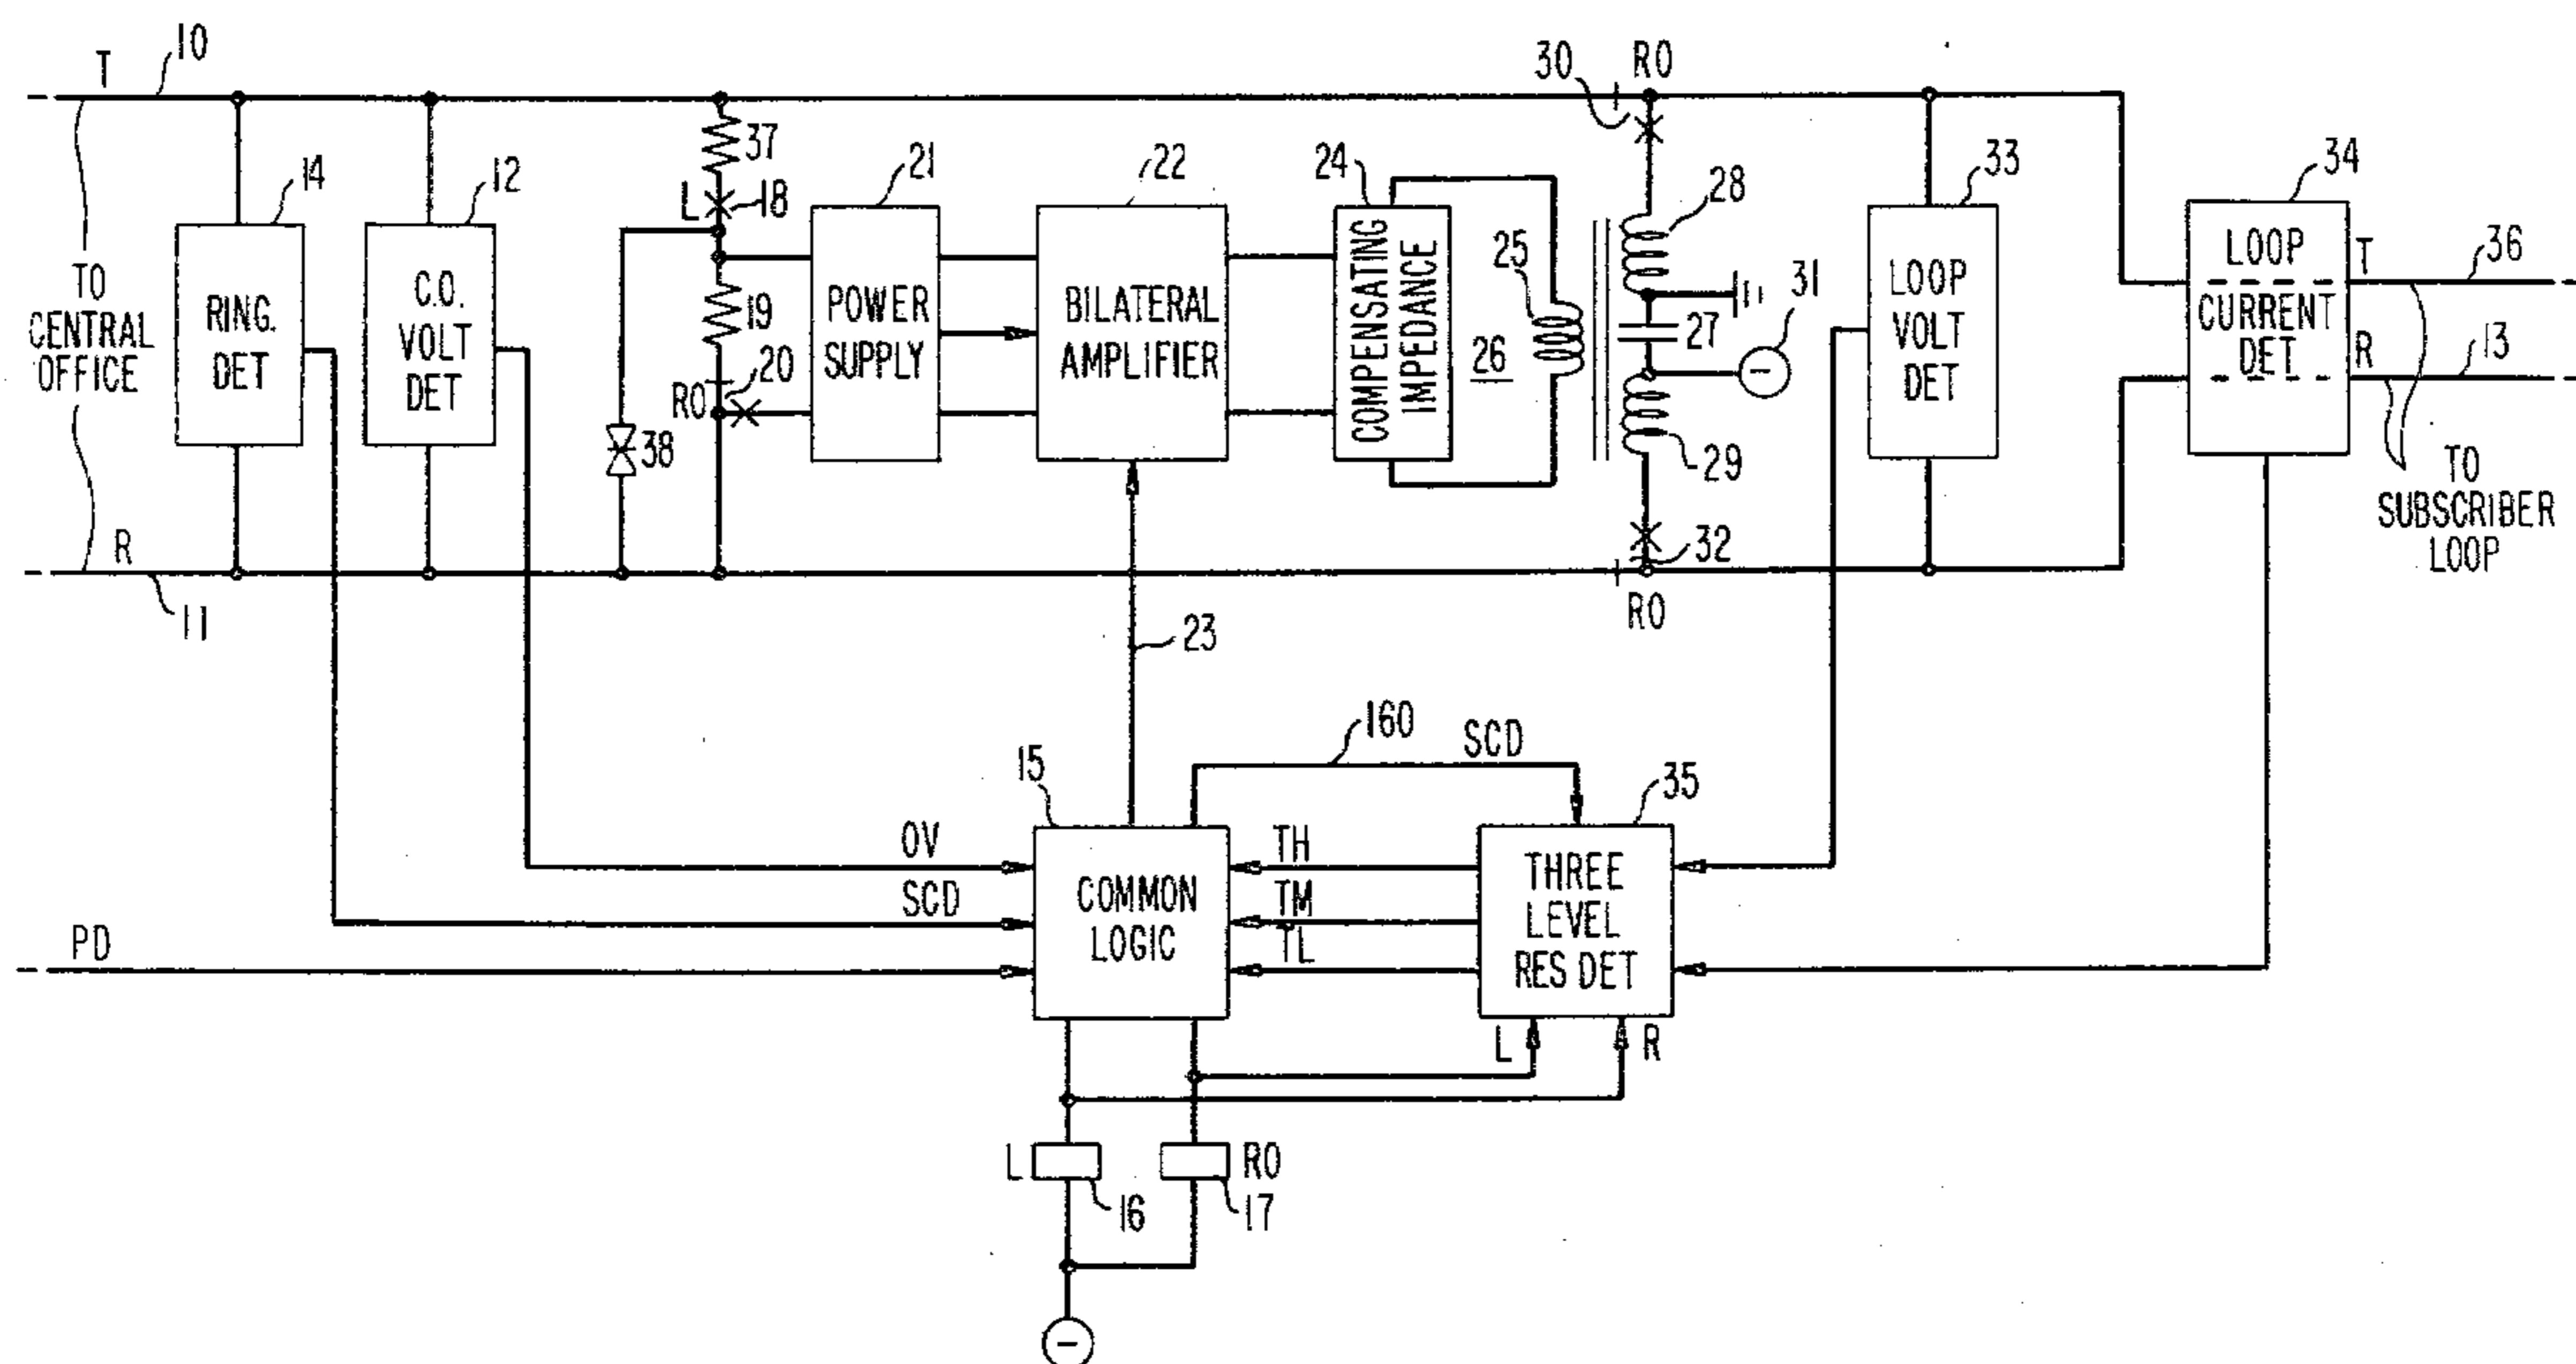 T
10
30
RO
37
14
12
L
18
21
22
24
28
33
34
TO
CENTRAL
OFFICE
RING.
DET
C.O.
VOLT
DET
19
20
RO
38
POWER
SUPPLY
BILATERAL
AMPLIFIER
COMPENSATING
IMPEDANCE
25
26
27
31
29
LOOP
VOLT
DET
LOOP
CURRENT
DET
T
36
R
13
TO
SUBSCRIBER
LOOP
R
11
32
RO
23
160
SCD
15
35
OV
SCD
PD
COMMON
LOGIC
TH
TM
TL
THREE
LEVEL
RES DET
L
R
L
16
RO
17